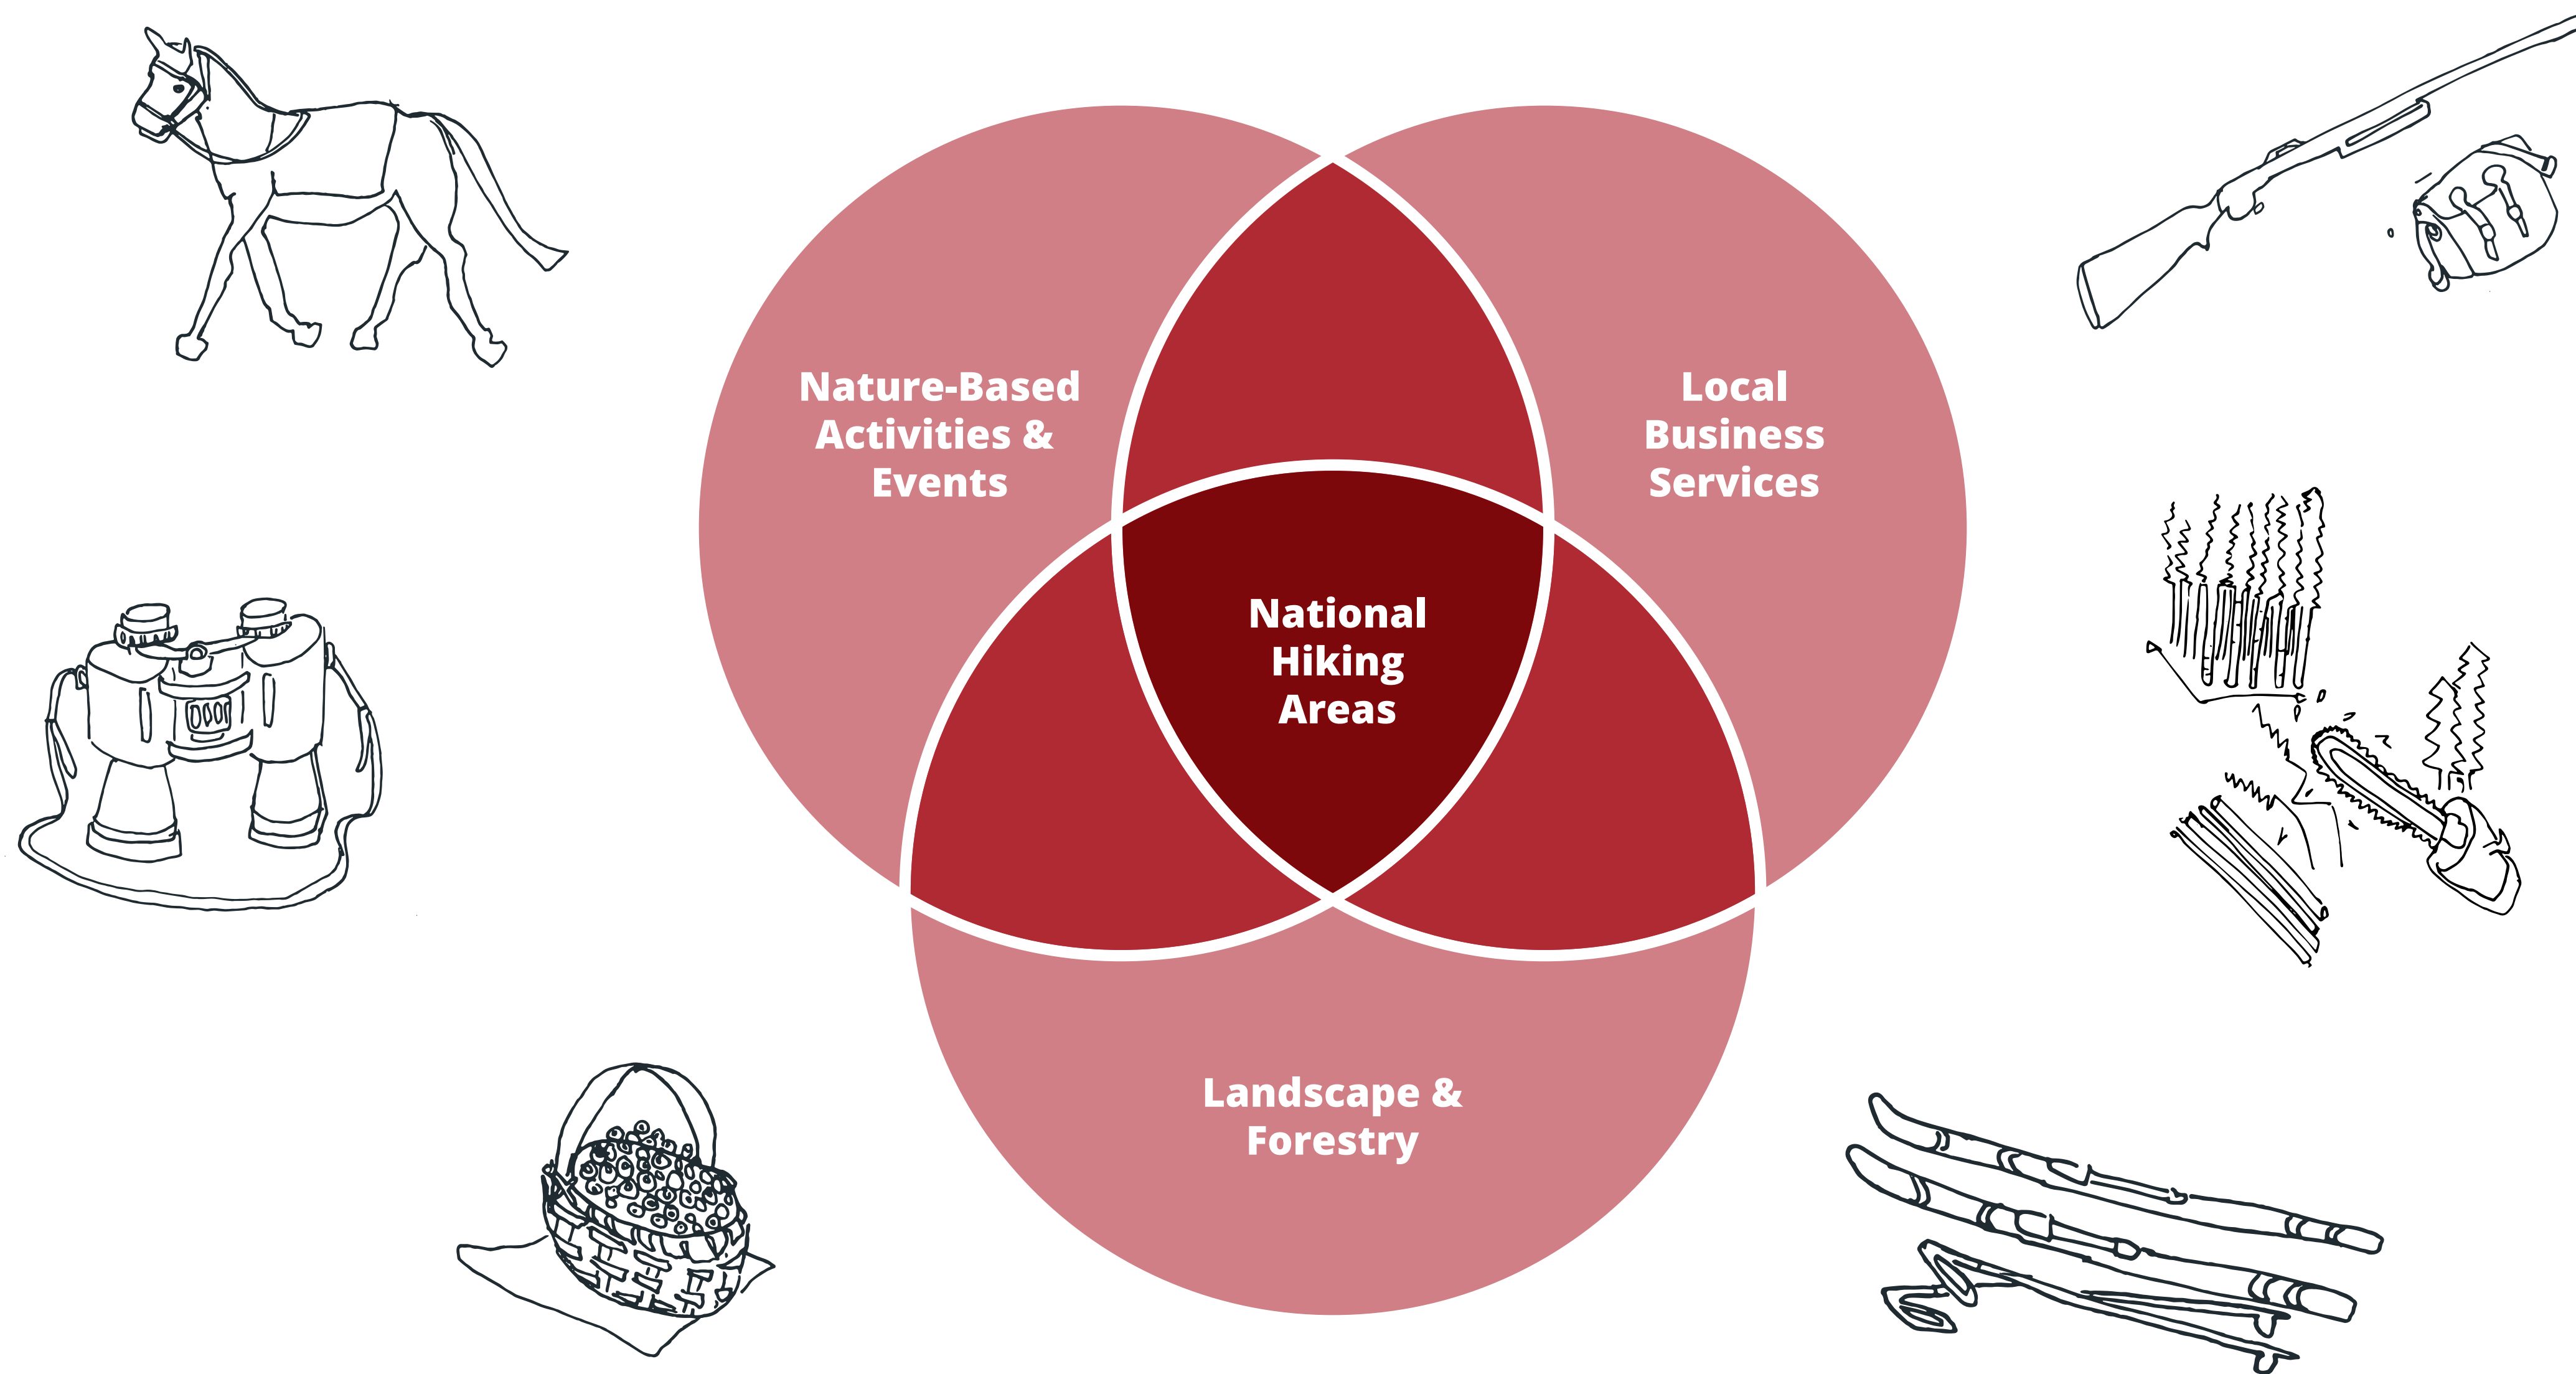 Nature-Based
Activities &
Events
Local
Business
Services
National
Hiking
Areas
Landscape &
Forestry